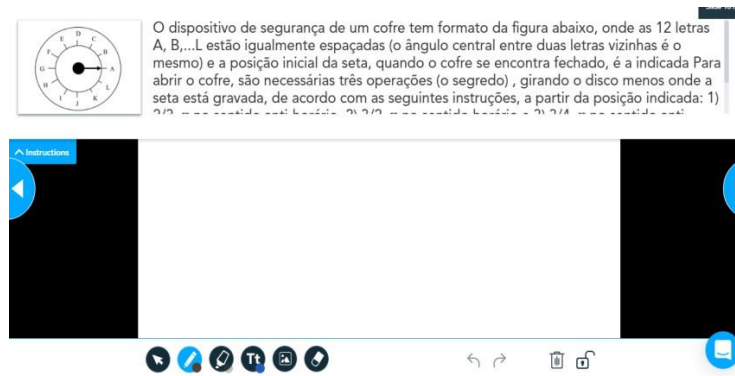 O dispositivo de segurança de um cofre tem formato da figura abaixo, onde as 12 letras
A, B,...L estão igualmente espaçadas (o ângulo central entre duas letras vizinhas é o
mesmo) e a posição inicial da seta, quando o cofre se encontra fechado, é a indicada Para
abrir o cofre, são necessárias três operações (o segredo) , girando o disco menos onde a
seta está gravada, de acordo com as seguintes instruções, a partir da posição indicada: 1)
D
E
C
F
B
G
A
H
L
I
K
J
Instructions
Tt